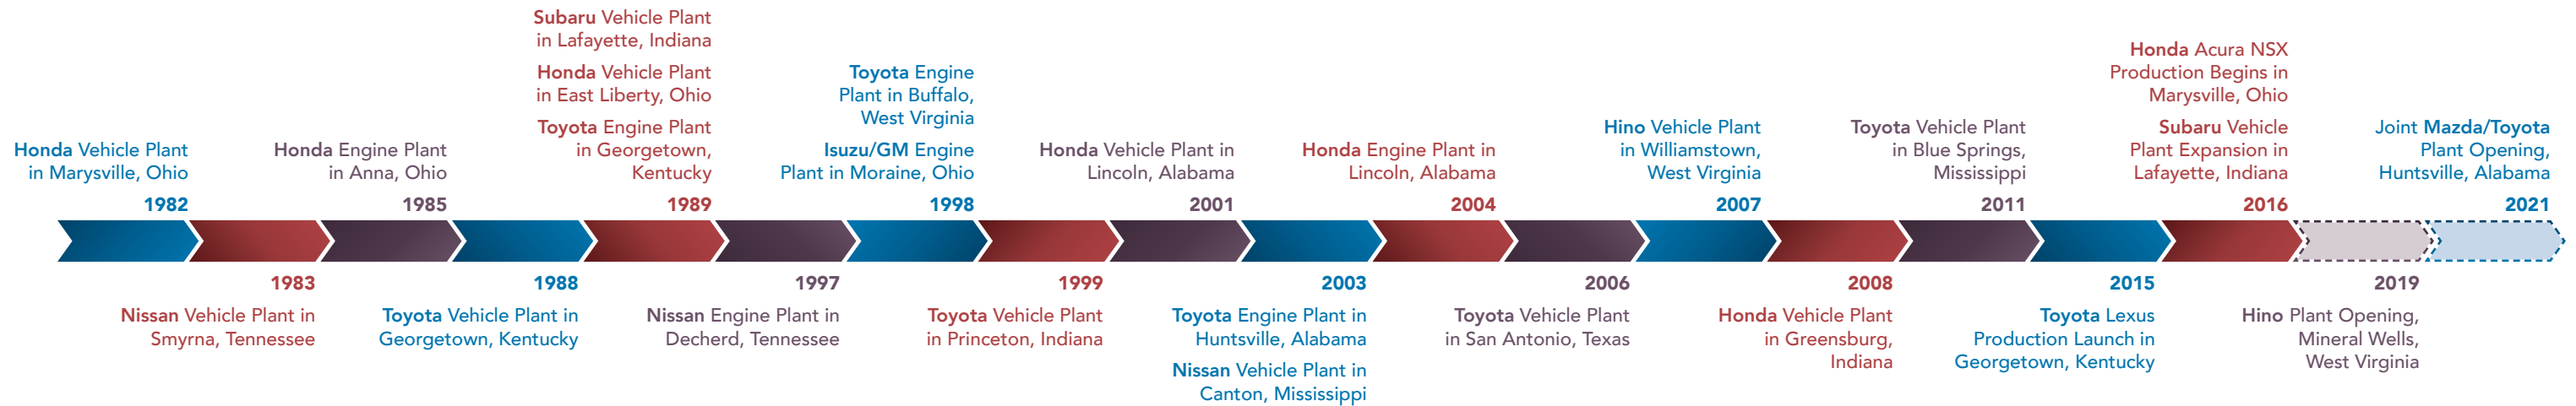 Honda Vehicle Plant
in Marysville, Ohio
1982
1983
Nissan Vehicle Plant in
Smyrna, Tennessee
Honda Engine Plant
in Anna, Ohio
1985
1988
Toyota Vehicle Plant in
Georgetown, Kentucky
Subaru Vehicle Plant
in Lafayette, Indiana
Honda Vehicle Plant
in East Liberty, Ohio
Toyota Engine Plant
in Georgetown,
Kentucky
1989
1997
Nissan Engine Plant in
Decherd, Tennessee
Toyota Engine
Plant in Buffalo,
West Virginia
Isuzu/GM Engine
Plant in Moraine, Ohio
1998
1999
Toyota Vehicle Plant
in Princeton, Indiana
Honda Vehicle Plant in
Lincoln, Alabama
2001
2003
Toyota Engine Plant in
Huntsville, Alabama
Nissan Vehicle Plant in
Canton, Mississippi
Honda Engine Plant in
Lincoln, Alabama
2004
2006
Toyota Vehicle Plant
in San Antonio, Texas
Hino Vehicle Plant
in Williamstown,
West Virginia
2007
2008
Honda Vehicle Plant
in Greensburg,
Indiana
Toyota Vehicle Plant
in Blue Springs,
Mississippi
2011
2015
Toyota Lexus
Production Launch in
Georgetown, Kentucky
Honda Acura NSX
Production Begins in
Marysville, Ohio
Subaru Vehicle
Plant Expansion in
Lafayette, Indiana
2016
2019
Hino Plant Opening,
Mineral Wells,
West Virginia
Joint Mazda/Toyota
Plant Opening,
Huntsville, Alabama
2021